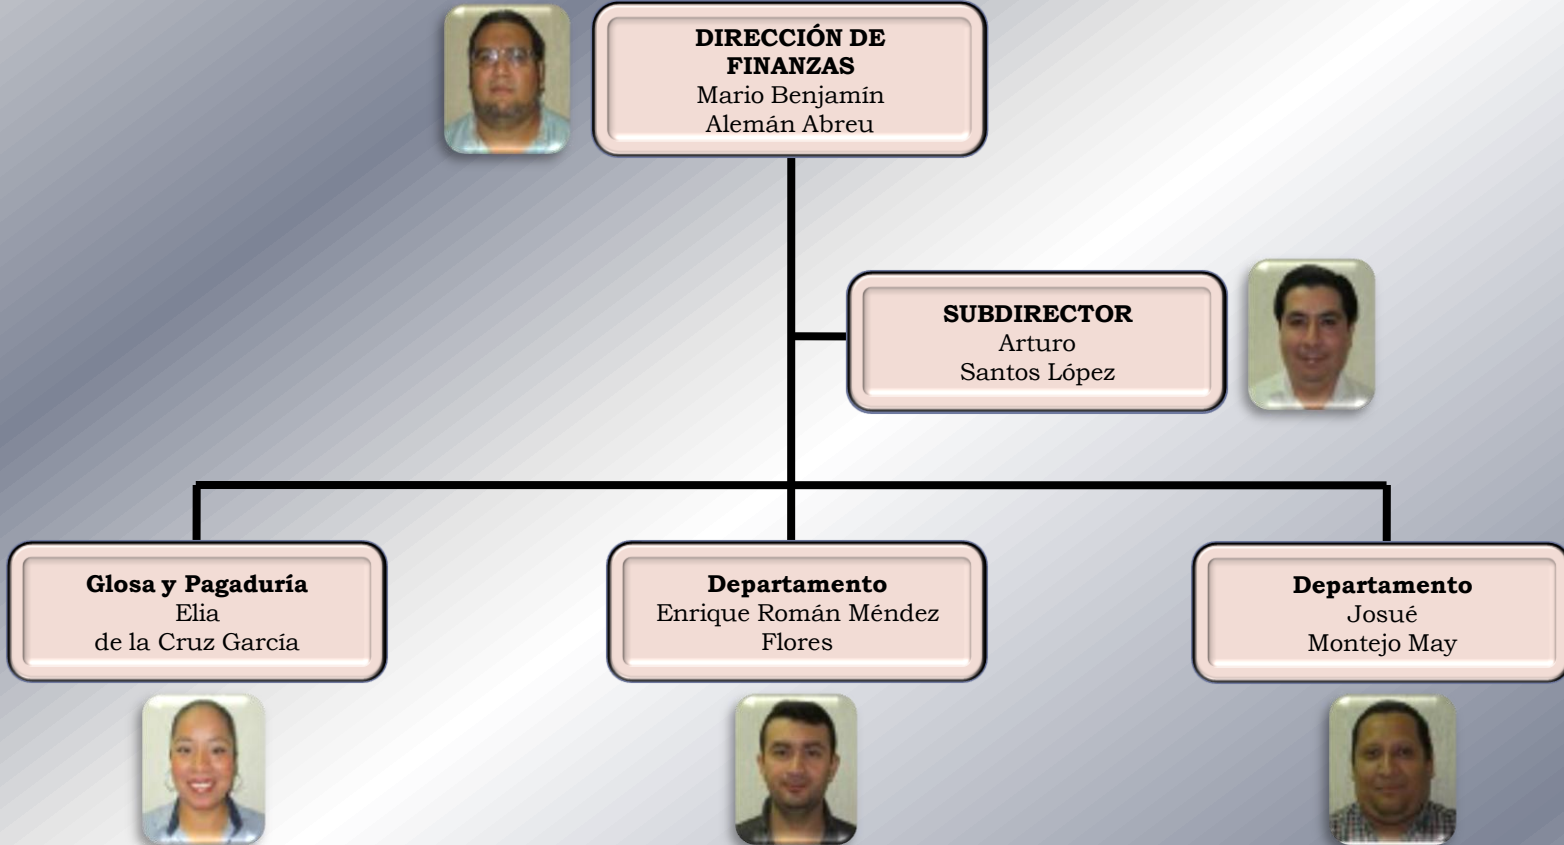 DIRECCIÓN DE
FINANZAS
Mario Benjamín
Alemán Abreu
SUBDIRECTOR
Arturo
Santos López
Glosa y Pagaduría
Elia
de la Cruz García
Departamento
Enrique Román Méndez
Flores
Departamento
Josué
Montejo May